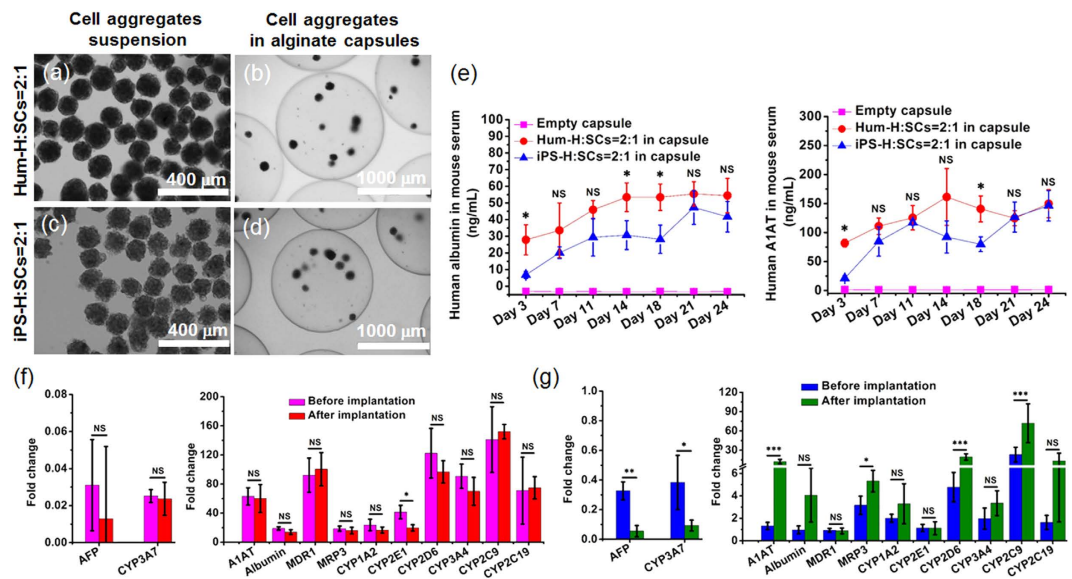 Cell aggregates
suspension
Cell aggregates
in alginate capsules
Hum-H:SCs=2:1
iPS-H:SCs=2:1
(a)
400 μm
(b)
1000 μm
(c)
400 μm
(d)
1000 μm
(e)
Human albumin in mouse serum
(ng/mL)
100
90
80
70
60
50
40
30
20
10
0
Empty capsule
Hum-H:SCs=2:1 in capsule
iPS-H:SCs=2:1 in capsule
* NS NS * * NS NS
Day 3 Day 7 Day 11 Day 14 Day 18 Day 21 Day 24
Human A1AT in mouse serum
(ng/mL)
300
250
200
150
100
50
0
Empty capsule
Hum-H:SCs=2:1 in capsule
iPS-H:SCs=2:1 in capsule
* NS NS NS * NS NS
Day 3 Day 7 Day 11 Day 14 Day 18 Day 21 Day 24
(f)
Fold change
0.08
0.06
0.04
0.02
0.00
NS NS
AFP CYP3A7
Fold change
200
160
120
80
40
0
Before implantation
After implantation
NS NS NS NS NS * NS NS NS NS
A1AT Albumin MDR1 MRP3 CYP1A2 CYP2E1 CYP2D6 CYP3A4 CYP2C9 CYP2C19
(g)
Fold change
1.0
0.8
0.6
0.4
0.2
0.0
** *
AFP CYP3A7
Fold change
120
90
60
30
6
4
2
0
Before implantation
After implantation
*** NS NS * NS NS *** NS *** NS
A1AT Albumin MDR1 MRP3 CYP1A2 CYP2E1 CYP2D6 CYP3A4 CYP2C9 CYP2C19